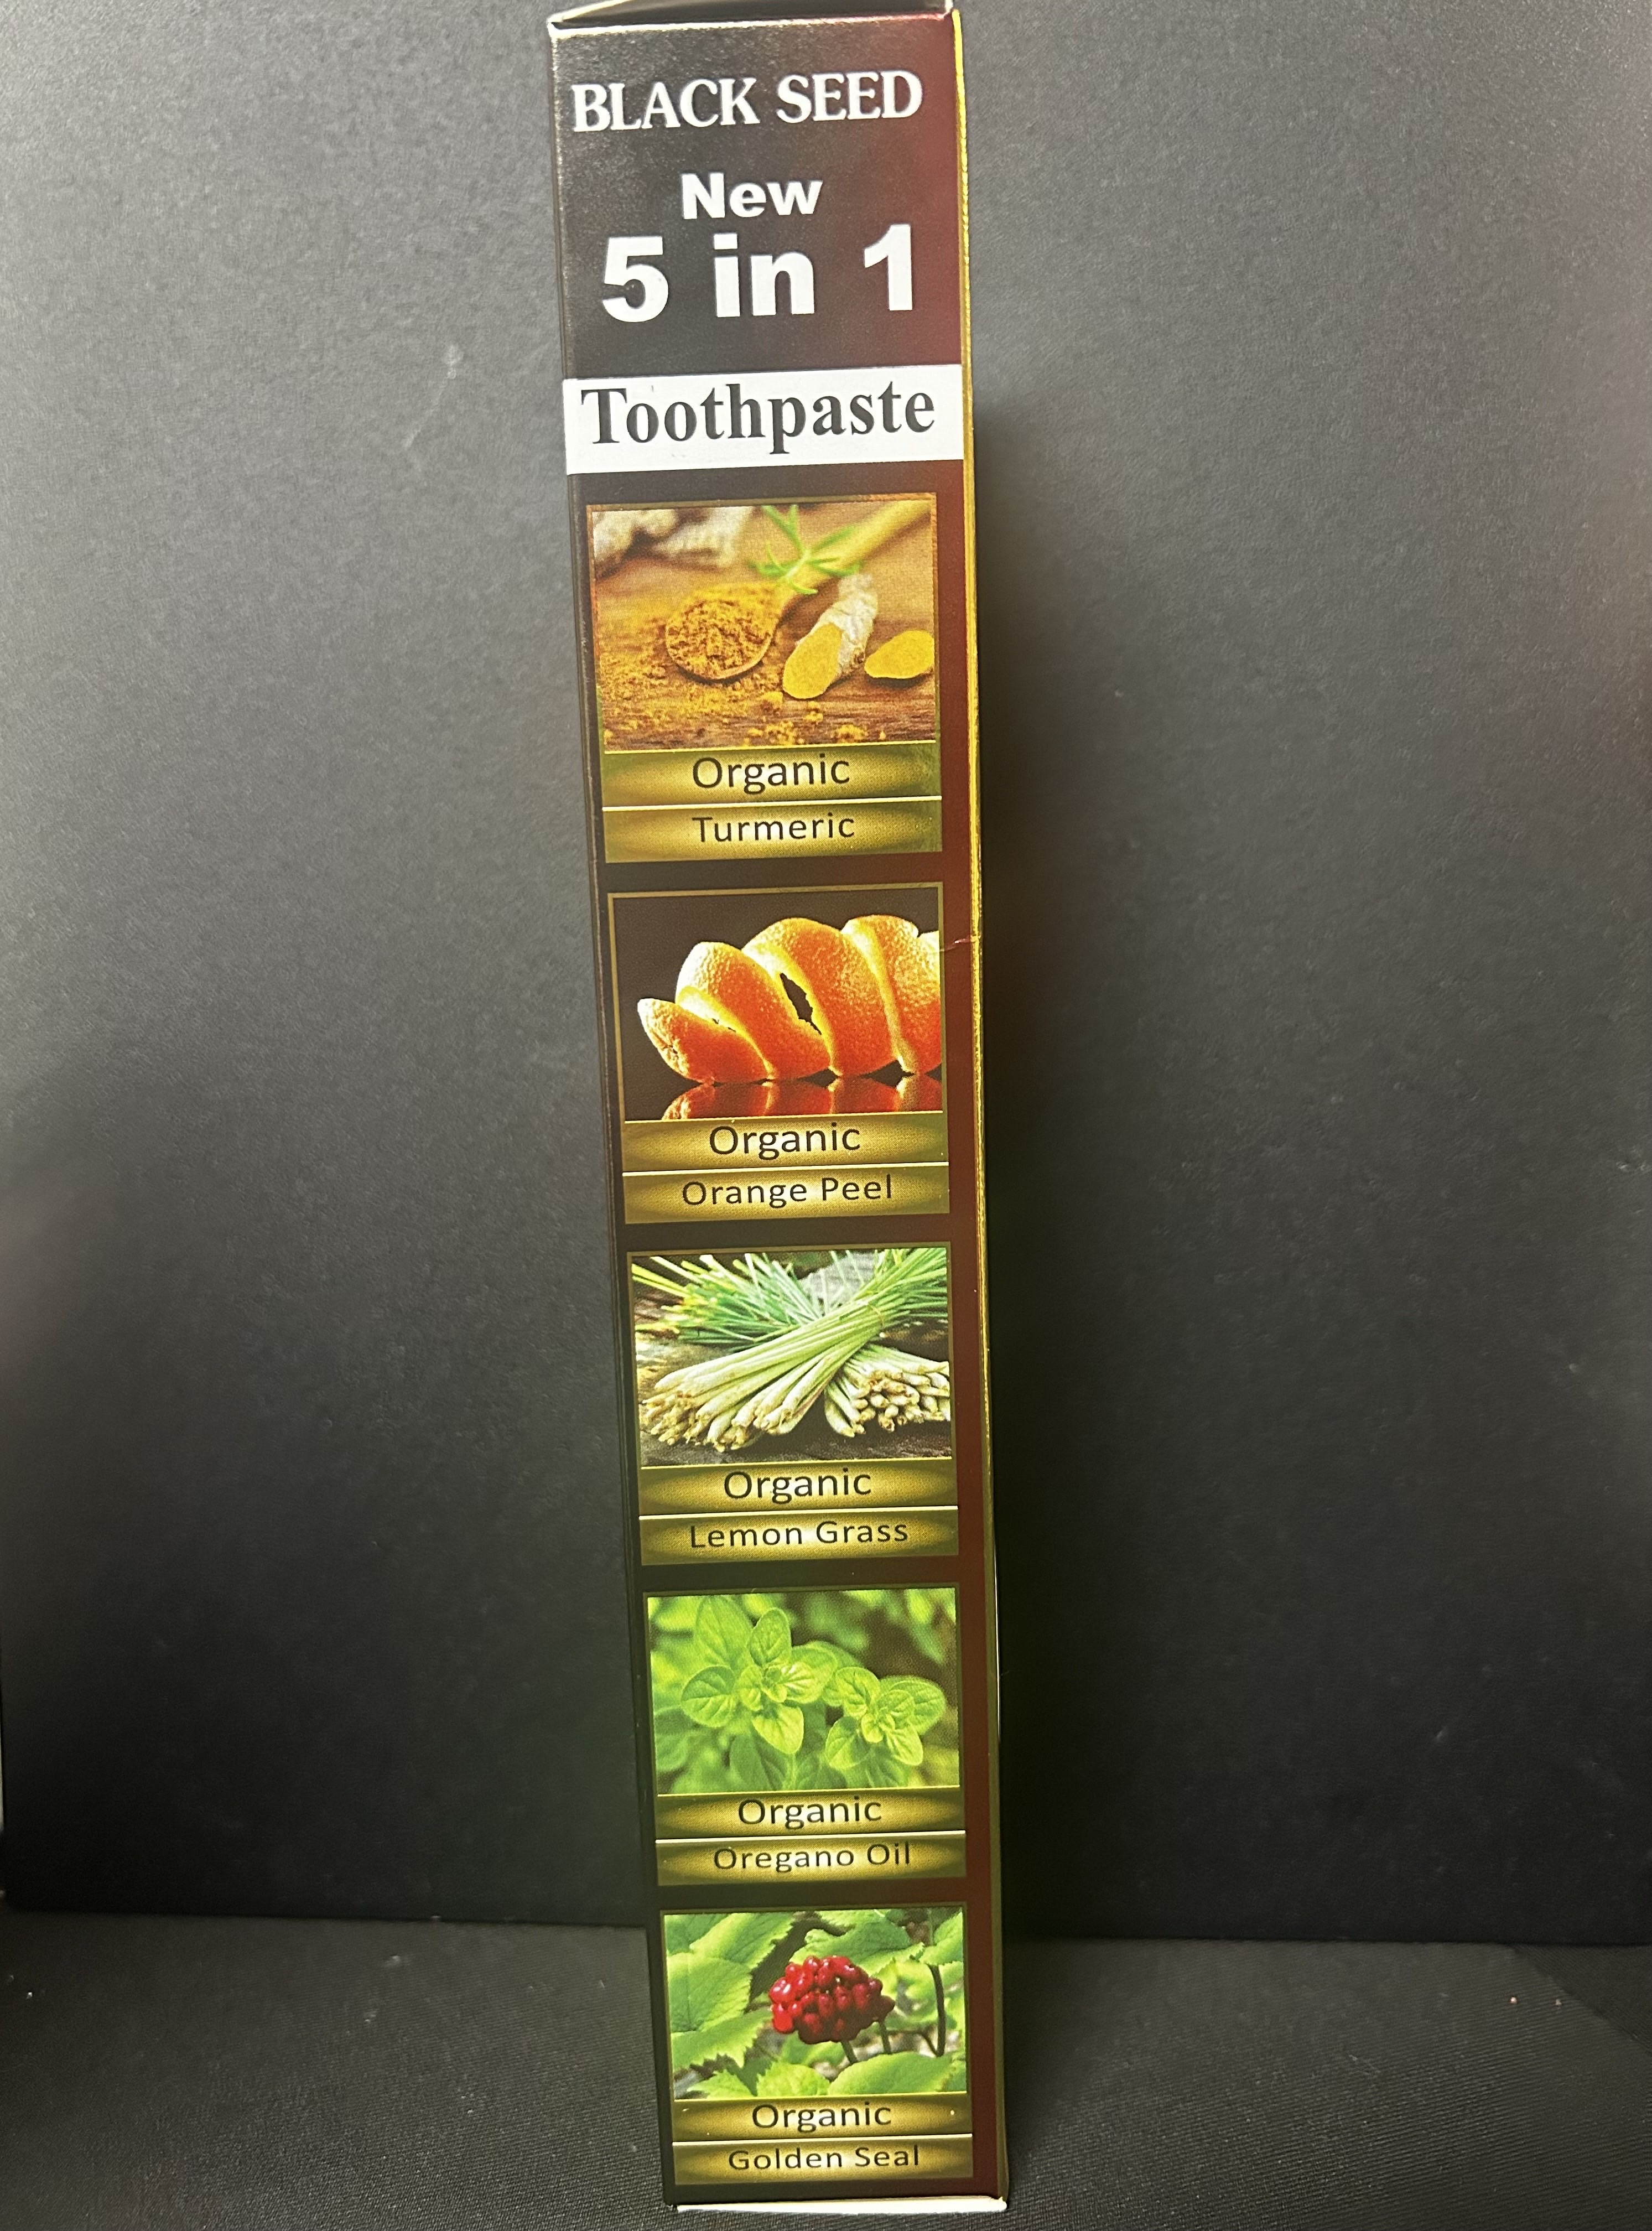 BLACK SEED
New
5 in 1
Toothpaste
Organic
Turmeric
Organic
Orange Peel
Organic
Lemon Grass
Organic
Oregano Oil
Organic
Golden Seal